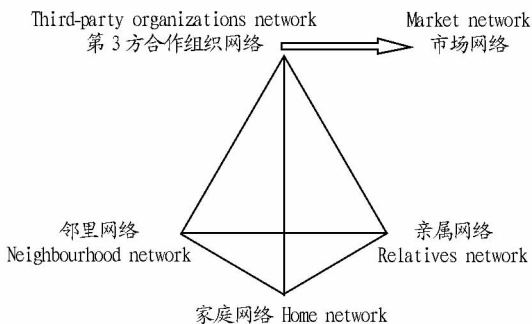 Third-party organizations network
第3方合作组织网络
Market network
市场网络
邻里网络
Neighbourhood network
亲属网络
Relatives network
家庭网络 Home network